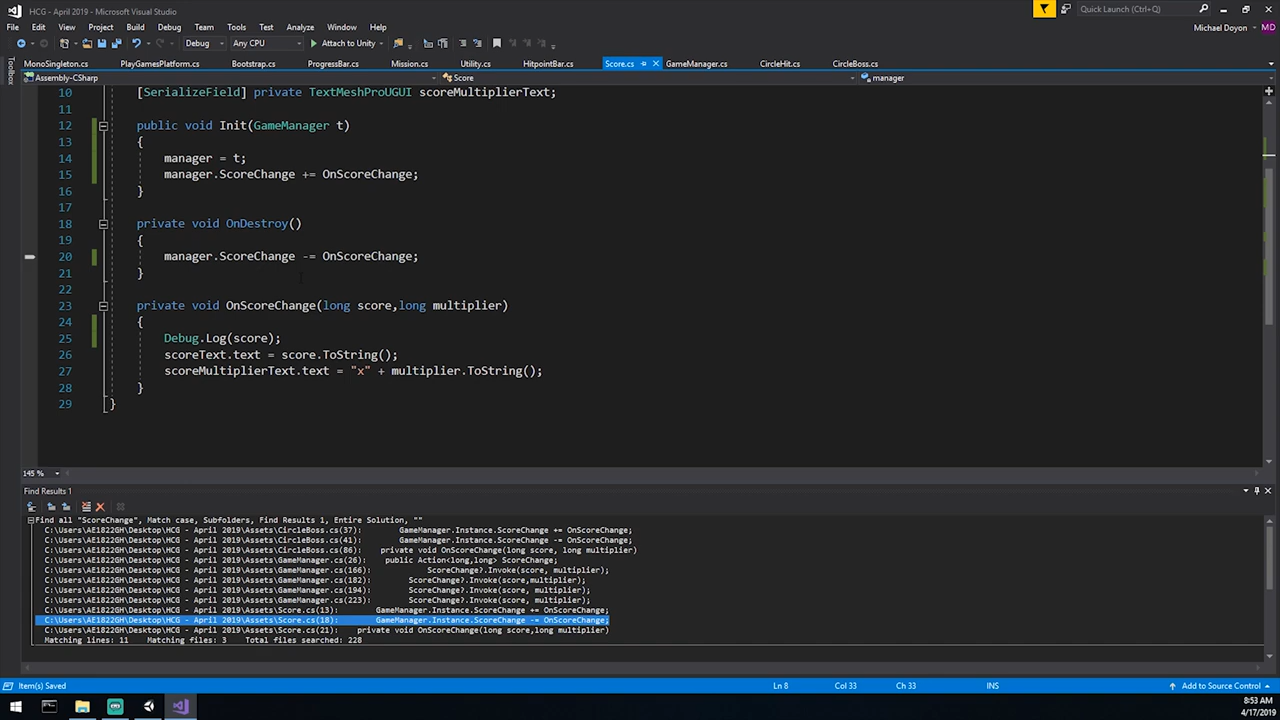 HCG - April 2019 - Microsoft Visual Studio
Quick Launch (Ctrl+Q)
File Edit View Project Build Debug Team Tools Test Analyze Window Help
Michael Doyon MD
Debug Any CPU Attach to Unity
Toolbox
MonoSingleton.cs PlayGamesPlatform.cs Bootstrap.cs ProgressBar.cs Mission.cs Utility.cs HitpointBar.cs Score.cs GameManager.cs CircleHit.cs CircleBoss.cs
Assembly-CSharp Score manager
10 [SerializeField] private TextMeshProUGUI scoreMultiplierText;
11
12 public void Init(GameManager t)
13 {
14 manager = t;
15 manager.ScoreChange += OnScoreChange;
16 }
17
18 private void OnDestroy()
19 {
20 manager.ScoreChange -= OnScoreChange;
21 }
22
23 private void OnScoreChange(long score,long multiplier)
24 {
25 Debug.Log(score);
26 scoreText.text = score.ToString();
27 scoreMultiplierText.text = "x" + multiplier.ToString();
28 }
29 }
145 %
Find Results 1
Find all "ScoreChange", Match case, Subfolders, Find Results 1, Entire Solution, ""
C:\Users\AE1822GH\Desktop\HCG - April 2019\Assets\CircleBoss.cs(37): GameManager.Instance.ScoreChange += OnScoreChange;
C:\Users\AE1822GH\Desktop\HCG - April 2019\Assets\CircleBoss.cs(41): GameManager.Instance.ScoreChange -= OnScoreChange;
C:\Users\AE1822GH\Desktop\HCG - April 2019\Assets\CircleBoss.cs(86): private void OnScoreChange(long score, long multiplier)
C:\Users\AE1822GH\Desktop\HCG - April 2019\Assets\GameManager.cs(26): public Action<long,long> ScoreChange;
C:\Users\AE1822GH\Desktop\HCG - April 2019\Assets\GameManager.cs(166): ScoreChange?.Invoke(score, multiplier);
C:\Users\AE1822GH\Desktop\HCG - April 2019\Assets\GameManager.cs(182): ScoreChange?.Invoke(score,multiplier);
C:\Users\AE1822GH\Desktop\HCG - April 2019\Assets\GameManager.cs(194): ScoreChange?.Invoke(score, multiplier);
C:\Users\AE1822GH\Desktop\HCG - April 2019\Assets\GameManager.cs(223): ScoreChange?.Invoke(score, multiplier);
C:\Users\AE1822GH\Desktop\HCG - April 2019\Assets\Score.cs(13): GameManager.Instance.ScoreChange += OnScoreChange;
C:\Users\AE1822GH\Desktop\HCG - April 2019\Assets\Score.cs(18): GameManager.Instance.ScoreChange -= OnScoreChange;
C:\Users\AE1822GH\Desktop\HCG - April 2019\Assets\Score.cs(21): private void OnScoreChange(long score,long multiplier)
Matching lines: 11 Matching files: 3 Total files searched: 228
Item(s) Saved Ln 8 Col 33 Ch 33 INS Add to Source Control
8:53 AM
4/17/2019